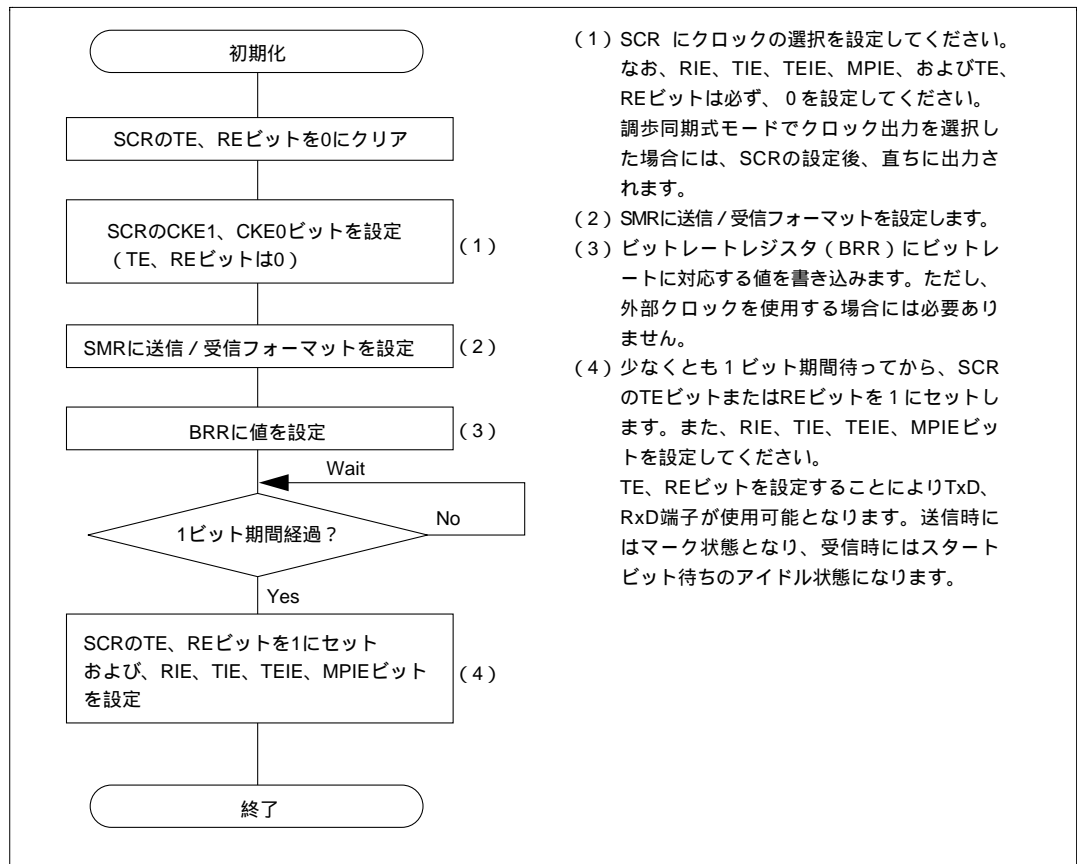 初期化
SCRのTE、REビットを0にクリア
SCRのCKE1、CKE0ビットを設定
（TE、REビットは0）
（1）
SMRに送信／受信フォーマットを設定
（2）
BRRに値を設定
（3）
Wait
1ビット期間経過？
No
Yes
SCRのTE、REビットを1にセット
および、RIE、TIE、TEIE、MPIEビット
を設定
（4）
終了
（1）SCR にクロックの選択を設定してください。
なお、RIE、TIE、TEIE、MPIE、およびTE、
REビットは必ず、0を設定してください。
調歩同期式モードでクロック出力を選択し
た場合には、SCRの設定後、直ちに出力さ
れます。
（2）SMRに送信／受信フォーマットを設定します。
（3）ビットレートレジスタ（BRR）にビットレ
ートに対応する値を書き込みます。ただし、
外部クロックを使用する場合には必要あり
ません。
（4）少なくとも1ビット期間待ってから、SCR
のTEビットまたはREビットを1にセットし
ます。また、RIE、TIE、TEIE、MPIEビッ
トを設定してください。
TE、REビットを設定することによりTxD、
RxD端子が使用可能となります。送信時に
はマーク状態となり、受信時にはスタート
ビット待ちのアイドル状態になります。